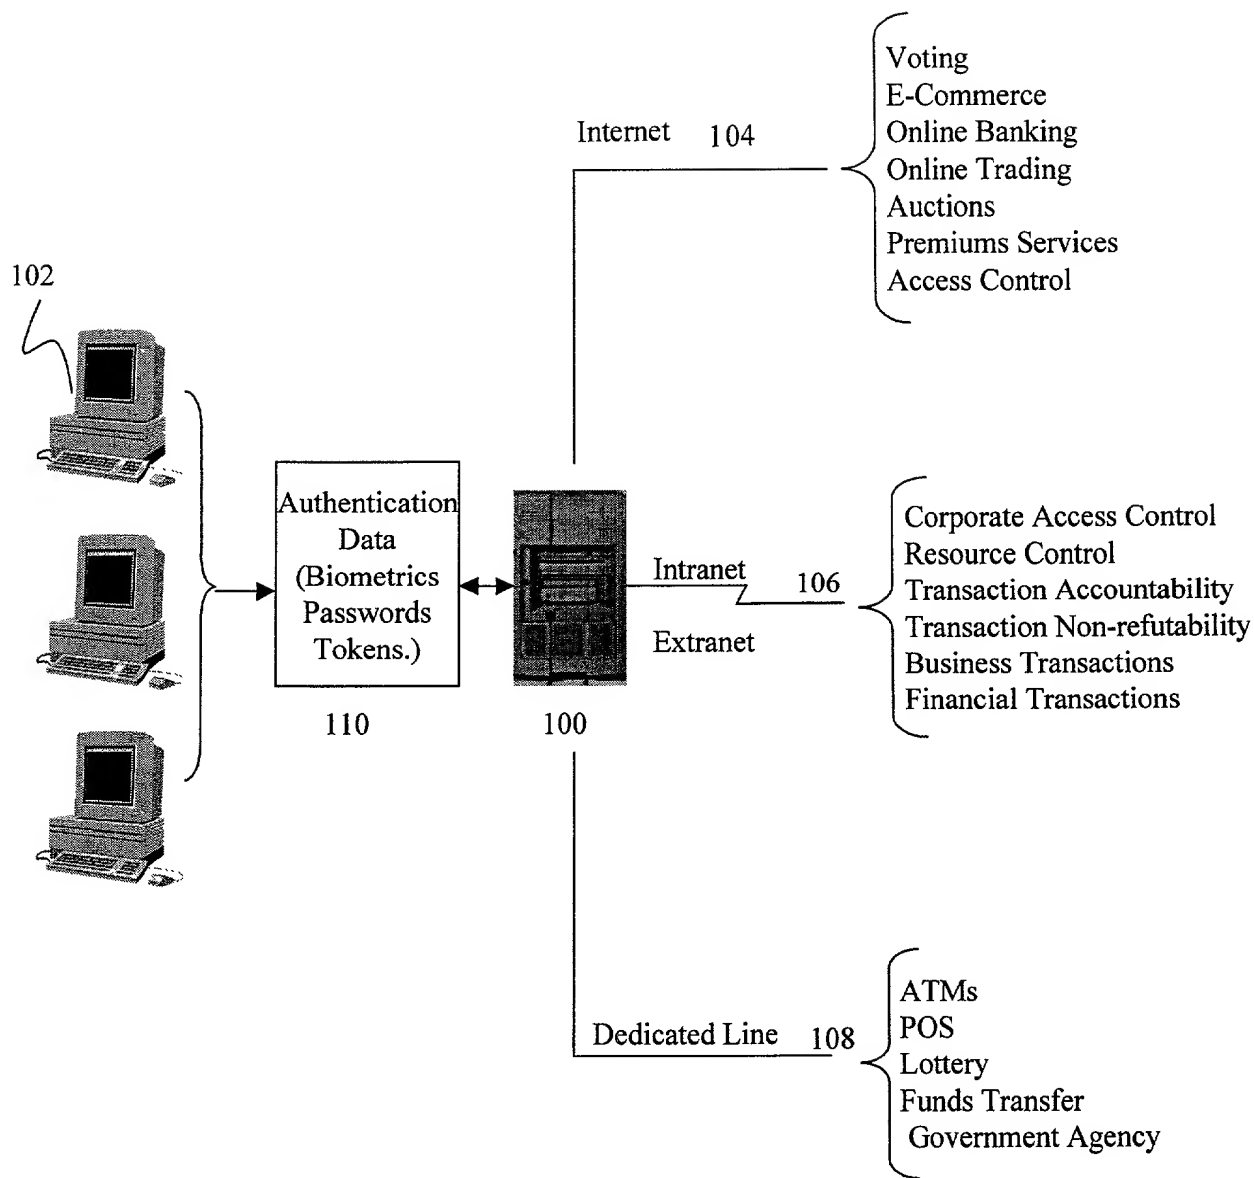 Voting
E-Commerce
Online Banking
Online Trading
Auctions
Premiums Services
Access Control
Internet 104
102
Authentication
Data
(Biometrics
Passwords
Tokens.)
110
100
Intranet 106
Extranet
Corporate Access Control
Resource Control
Transaction Accountability
Transaction Non-refutability
Business Transactions
Financial Transactions
Dedicated Line 108
ATMs
POS
Lottery
Funds Transfer
Government Agency